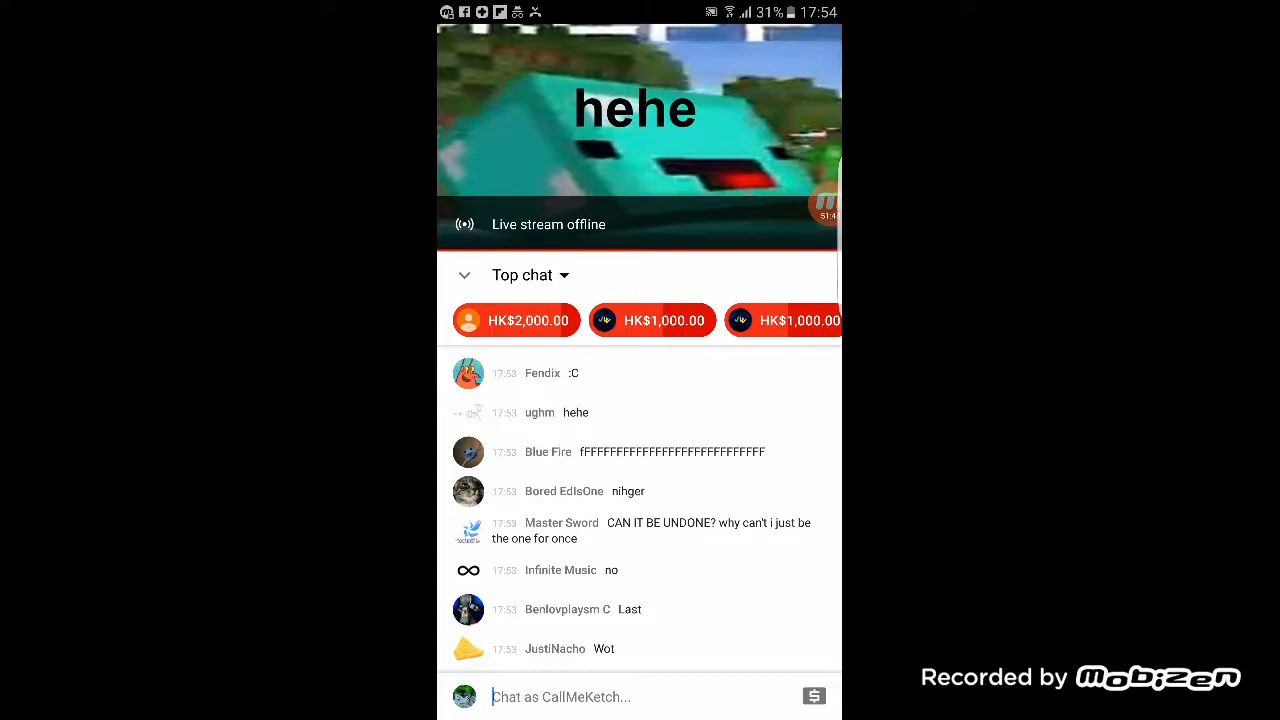 31% 17:54
hehe
51:4
Live stream offline
Top chat
HK$2,000.00 HK$1,000.00 HK$1,000.00
17:53 Fendix :C
17:53 ughm hehe
17:53 Blue Fire fFFFFFFFFFFFFFFFFFFFFFFFFFFF
17:53 Bored EdIsOne nihger
17:53 Master Sword CAN IT BE UNDONE? why can't i just be
the one for once
17:53 Infinite Music no
17:53 Benlovplaysm C Last
17:53 JustiNacho Wot
Chat as CallMeKetch...
Recorded by mobizen